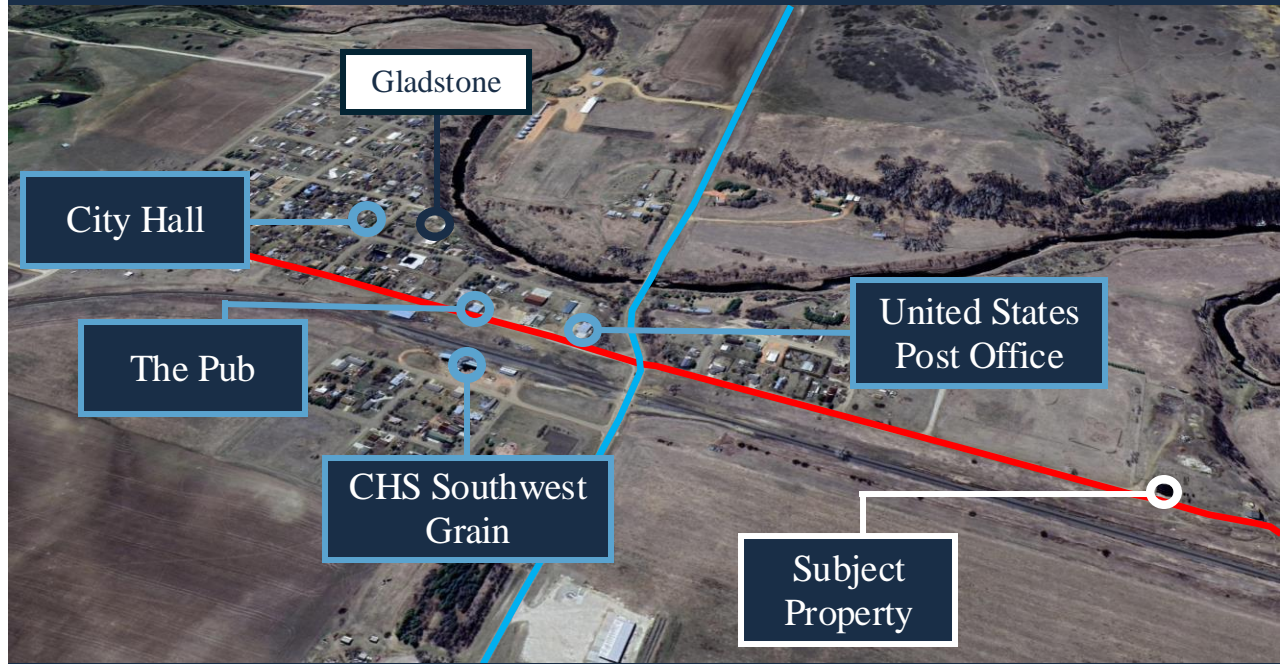 Gladstone
City Hall
United States
Post Office
The Pub
CHS Southwest
Grain
Subject
Property